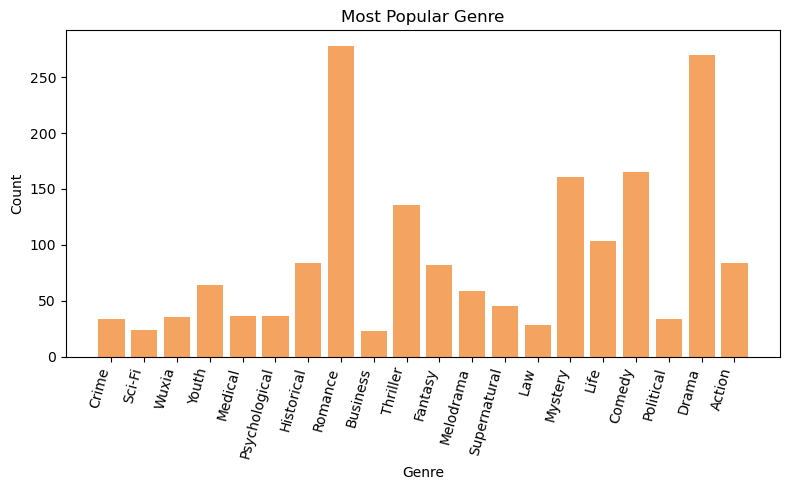 Most Popular Genre
Count
250
200
150
100
50
0
Crime
Sci-Fi
Wuxia
Youth
Medical
Psychological
Historical
Romance
Business
Thriller
Fantasy
Melodrama
Supernatural
Law
Mystery
Life
Comedy
Political
Drama
Action
Genre